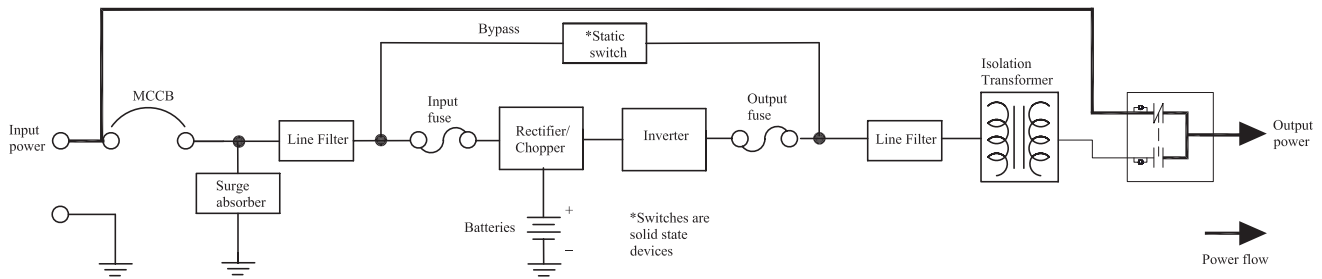 Bypass
*Static
switch
Isolation
Transformer
MCCB
Input
fuse
Output
fuse
Input
power
Line Filter
Rectifier/
Chopper
Inverter
Line Filter
Output
power
Surge
absorber
Batteries
+
−
*Switches are
solid state
devices
Power flow